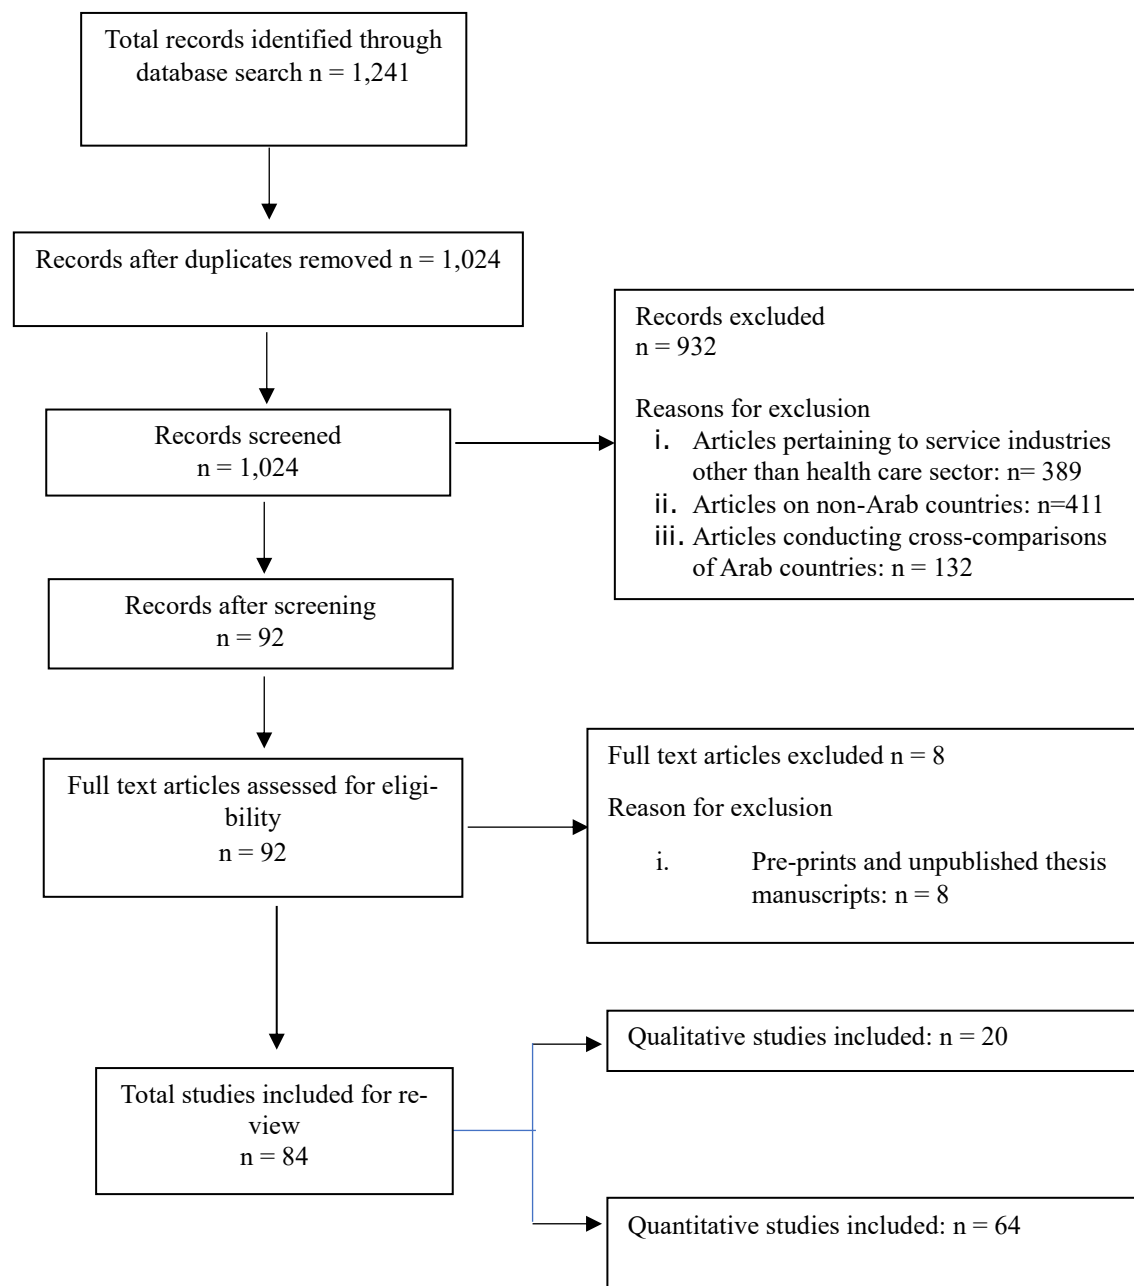 Total records identified through
database search n = 1,241
Records after duplicates removed n = 1,024
Records screened
n = 1,024
Records excluded
n = 932
Reasons for exclusion
i. Articles pertaining to service industries
other than health care sector: n= 389
ii. Articles on non-Arab countries: n=411
iii. Articles conducting cross-comparisons
of Arab countries: n = 132
Records after screening
n = 92
Full text articles assessed for eligi-
bility
n = 92
Full text articles excluded n = 8
Reason for exclusion
i. Pre-prints and unpublished thesis
manuscripts: n = 8
Total studies included for re-
view
n = 84
Qualitative studies included: n = 20
Quantitative studies included: n = 64